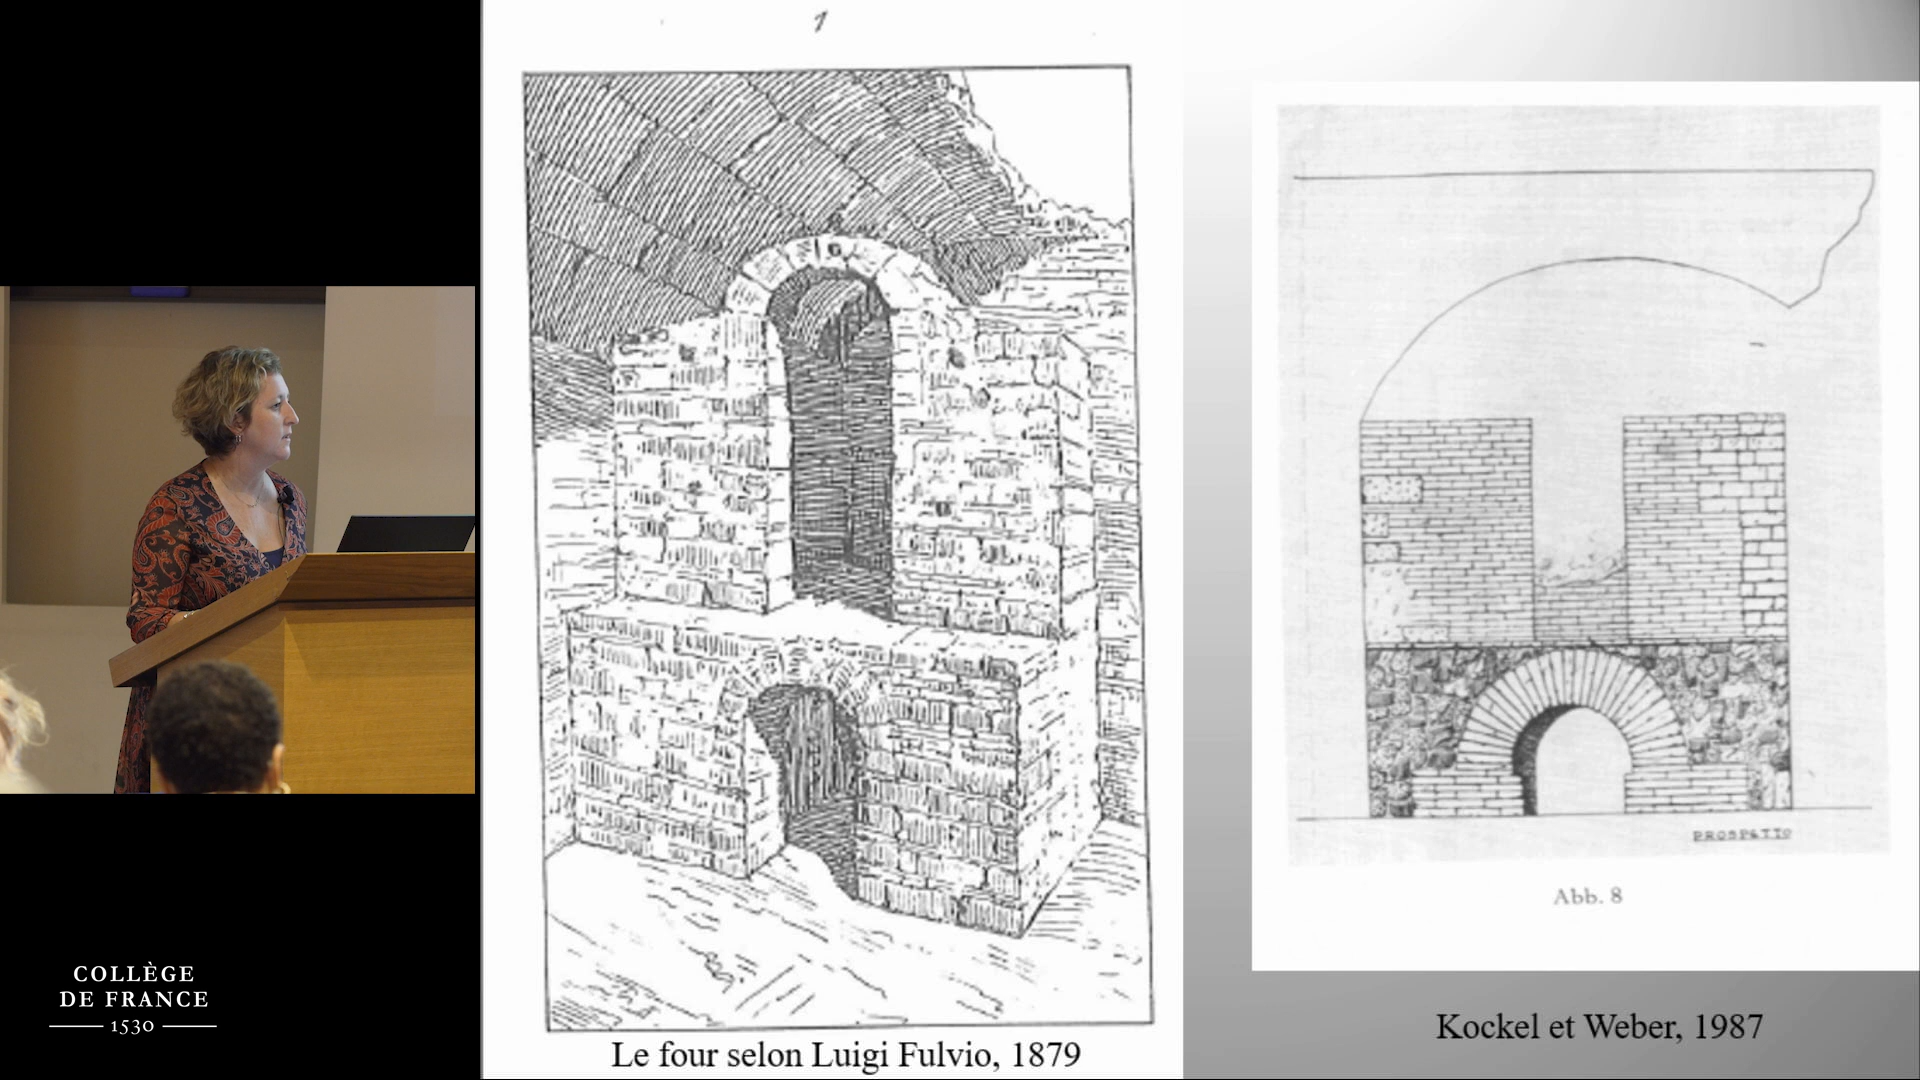 1
PROSPETTO
Abb. 8
Le four selon Luigi Fulvio, 1879
Kockel et Weber, 1987
COLLÈGE
DE FRANCE
1530